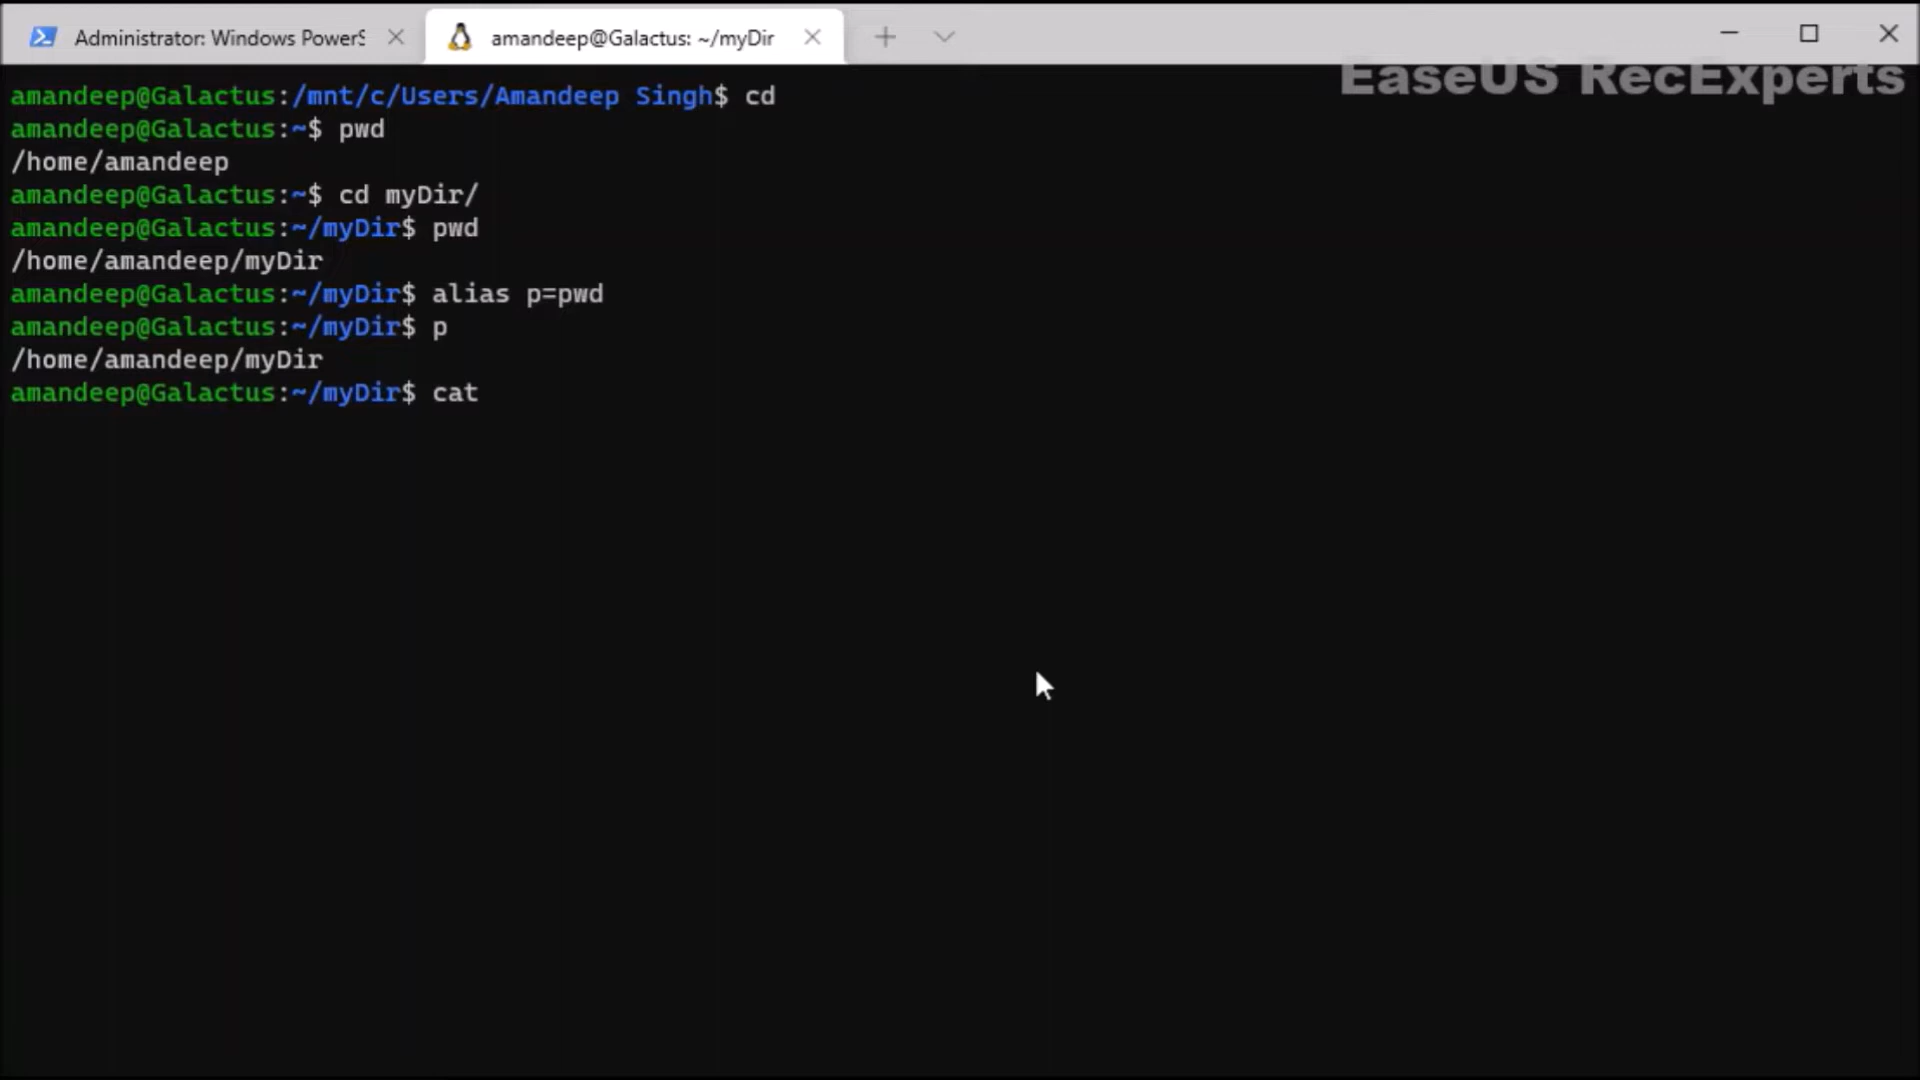 Administrator: Windows PowerS
amandeep@Galactus: ~/myDir
EaseUS RecExperts
amandeep@Galactus:/mnt/c/Users/Amandeep Singh$ cd
amandeep@Galactus:~$ pwd
/home/amandeep
amandeep@Galactus:~$ cd myDir/
amandeep@Galactus:~/myDir$ pwd
/home/amandeep/myDir
amandeep@Galactus:~/myDir$ alias p=pwd
amandeep@Galactus:~/myDir$ p
/home/amandeep/myDir
amandeep@Galactus:~/myDir$ cat